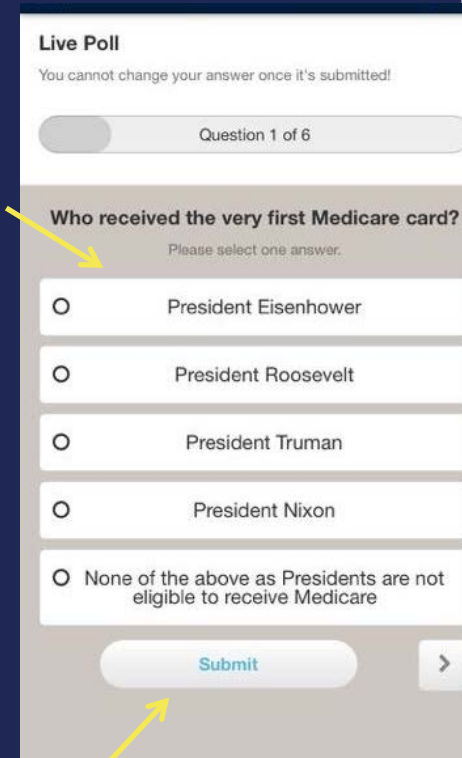 Live Poll
You cannot change your answer once it's submitted!
Question 1 of 6
Who received the very first Medicare card?
Please select one answer.
President Eisenhower
President Roosevelt
President Truman
President Nixon
None of the above as Presidents are not
eligible to receive Medicare
Submit
>